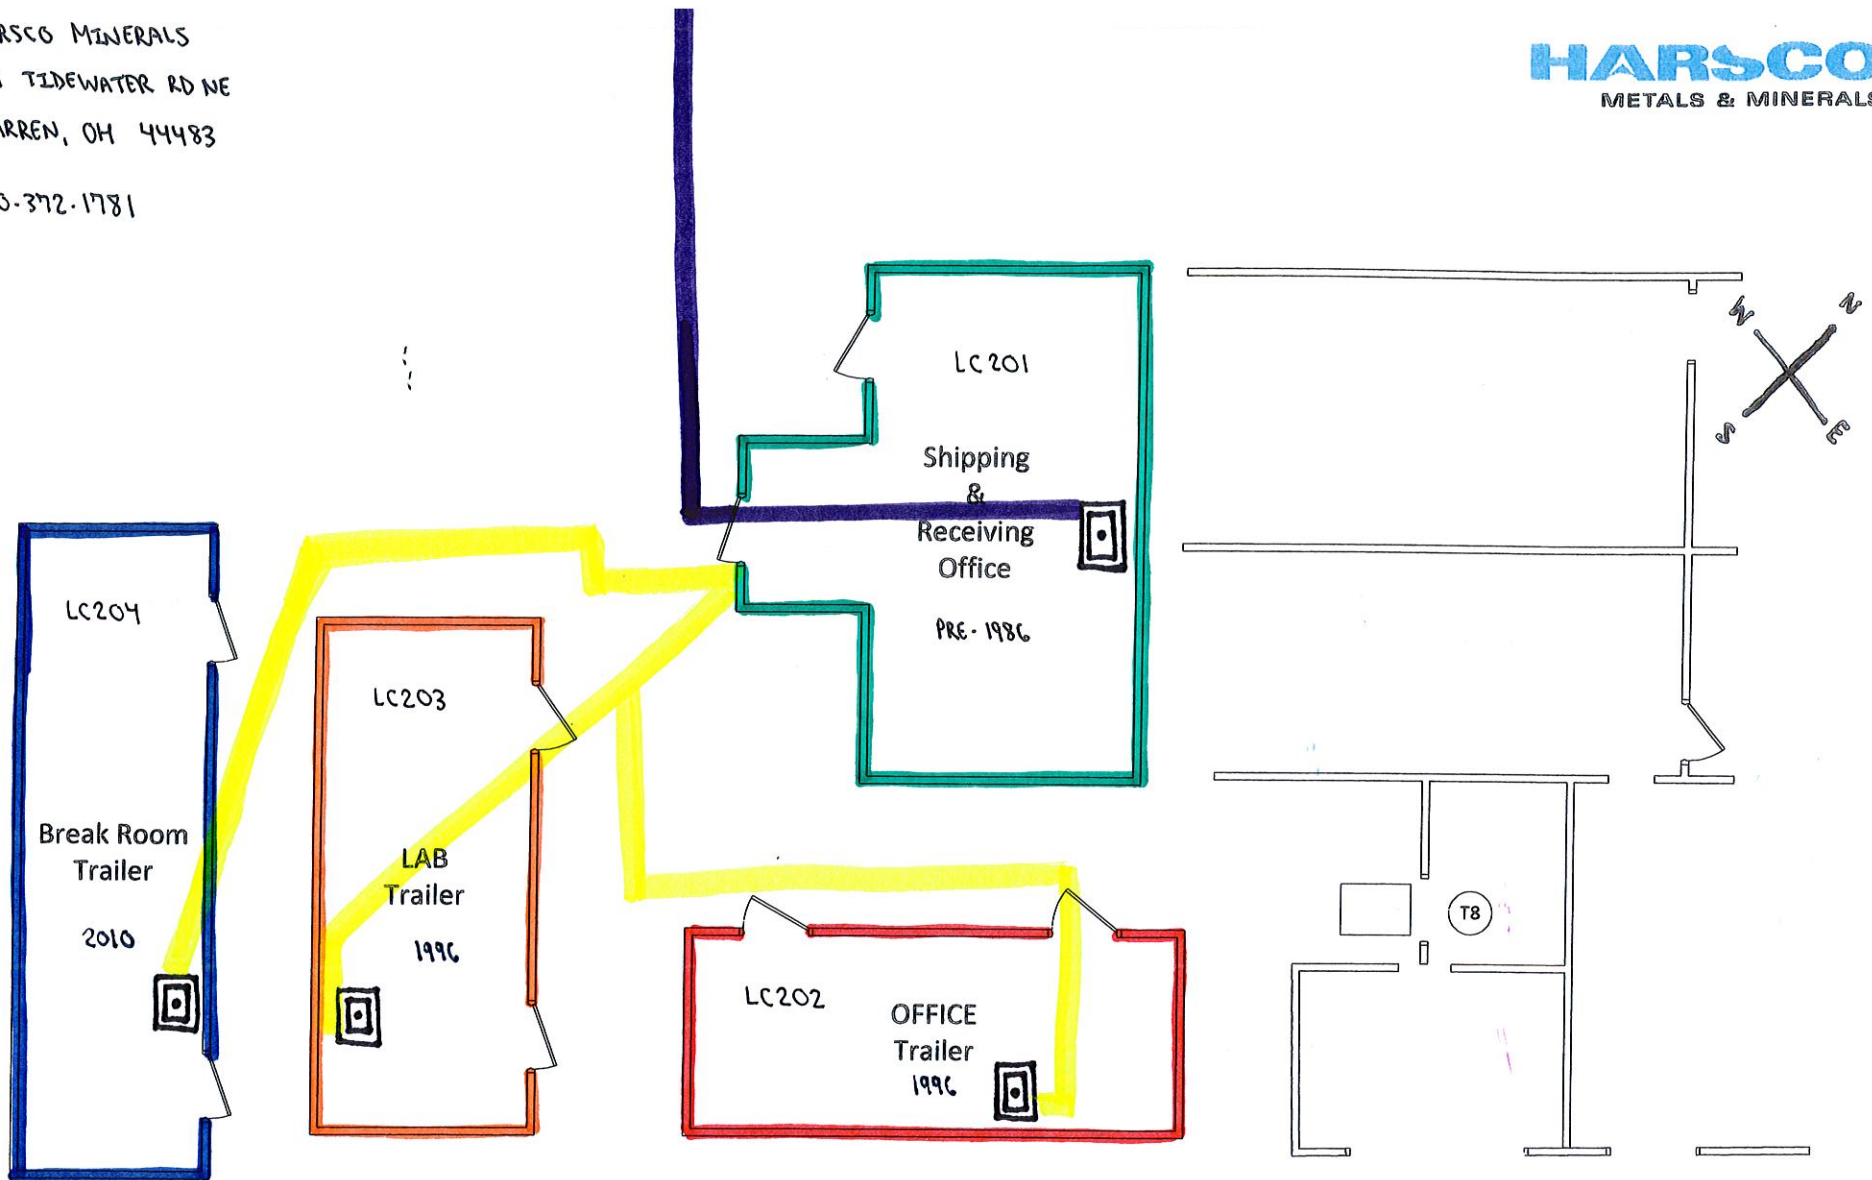 RSCO MINERALS
TIDEWATER RD NE
RREN, OH 44483
372.1781
HARSCO
METALS & MINERALS
W
N
S
E
LC201
Shipping
&
Receiving
Office
PRE-1986
LC204
Break Room
Trailer
2010
LC203
LAB
Trailer
1996
LC202
OFFICE
Trailer
1996
T8